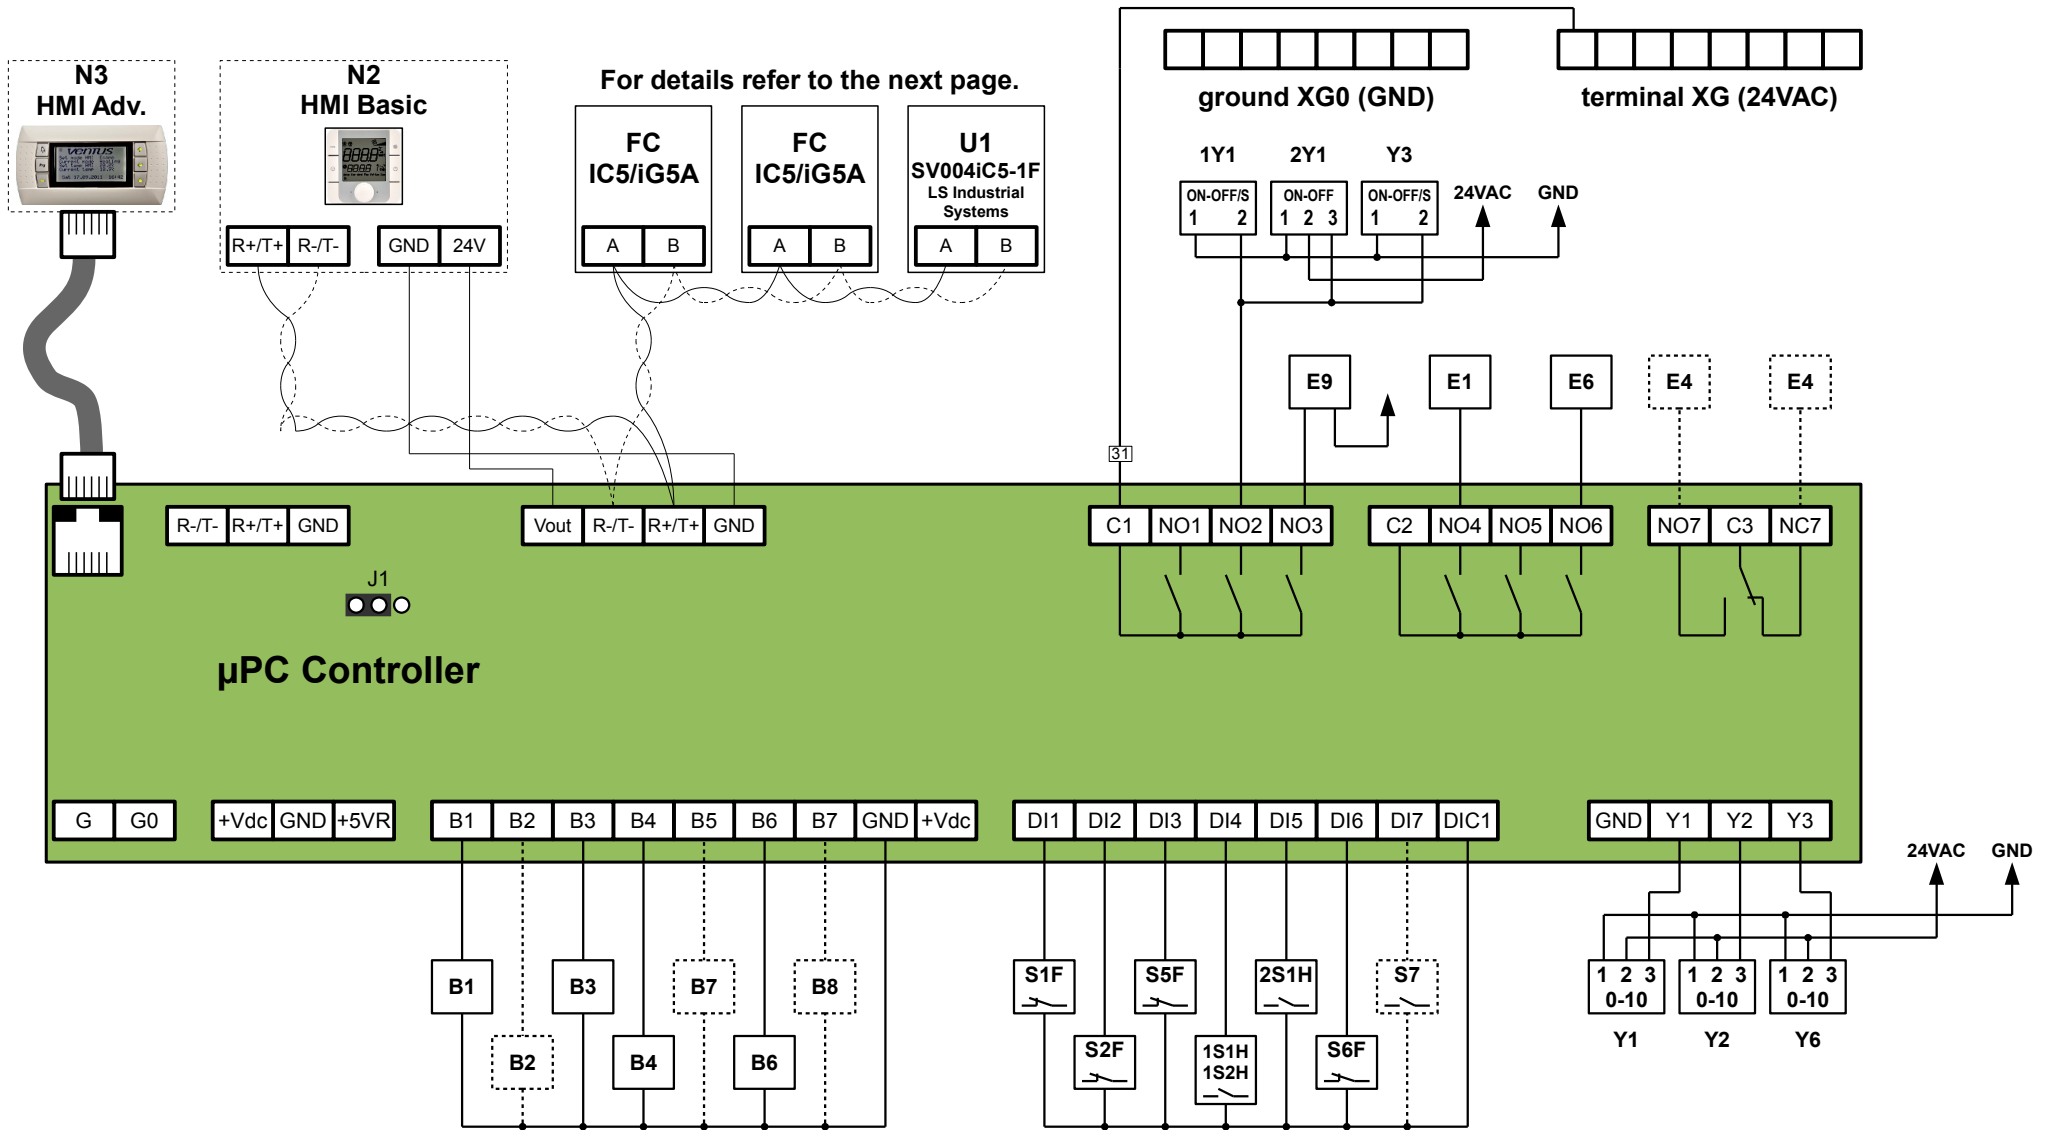 N3
HMI Adv.
VENTUS
N2
HMI Basic
R+/T+ R-/T- GND 24V
For details refer to the next page.
FC
IC5/iG5A
A B
FC
IC5/iG5A
A B
U1
SV004iC5-1F
LS Industrial
Systems
A B
ground XG0 (GND)
terminal XG (24VAC)
1Y1 2Y1 Y3
ON-OFF/S
1 2
ON-OFF
1 2 3
ON-OFF/S
1 2
24VAC GND
E9 E1 E6 E4 E4
31
R-/T- R+/T+ GND
Vout R-/T- R+/T+ GND
C1 NO1 NO2 NO3
C2 NO4 NO5 NO6
NO7 C3 NC7
J1
µPC Controller
G G0
+Vdc GND +5VR
B1 B2 B3 B4 B5 B6 B7 GND +Vdc
DI1 DI2 DI3 DI4 DI5 DI6 DI7 DIC1
GND Y1 Y2 Y3
24VAC GND
B1 B3 B7 B8
B2 B4 B6
S1F S5F 2S1H S7
S2F
1S1H
1S2H
S6F
1 2 3
0-10
1 2 3
0-10
1 2 3
0-10
Y1 Y2 Y6